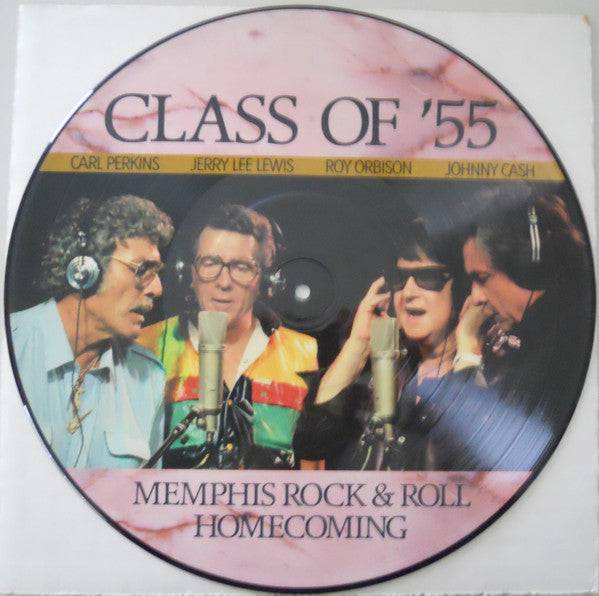 CLASS OF '55
CARL PERKINS JERRY LEE LEWIS ROY ORBISON JOHNNY CASH
MEMPHIS ROCK & ROLL
HOMECOMING